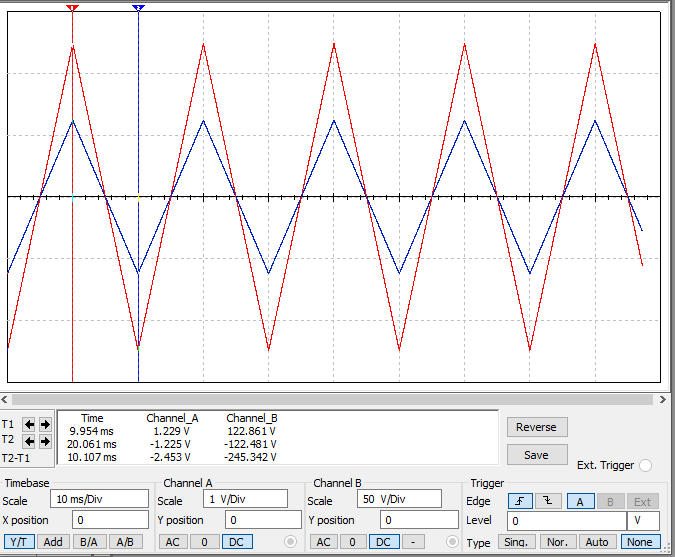 1 2
Time Channel_A Channel_B
T1 9.954 ms 1.229 V 122.861 V
T2 20.061 ms -1.225 V -122.481 V
T2-T1 10.107 ms -2.453 V -245.342 V
Reverse
Save
Ext. Trigger
Timebase Channel A Channel B Trigger
Scale 10 ms/Div Scale 1 V/Div Scale 50 V/Div Edge A B Ext
X position 0 Y position 0 Y position 0 Level 0 V
Y/T Add B/A A/B AC 0 DC AC 0 DC - Type Sing. Nor. Auto None